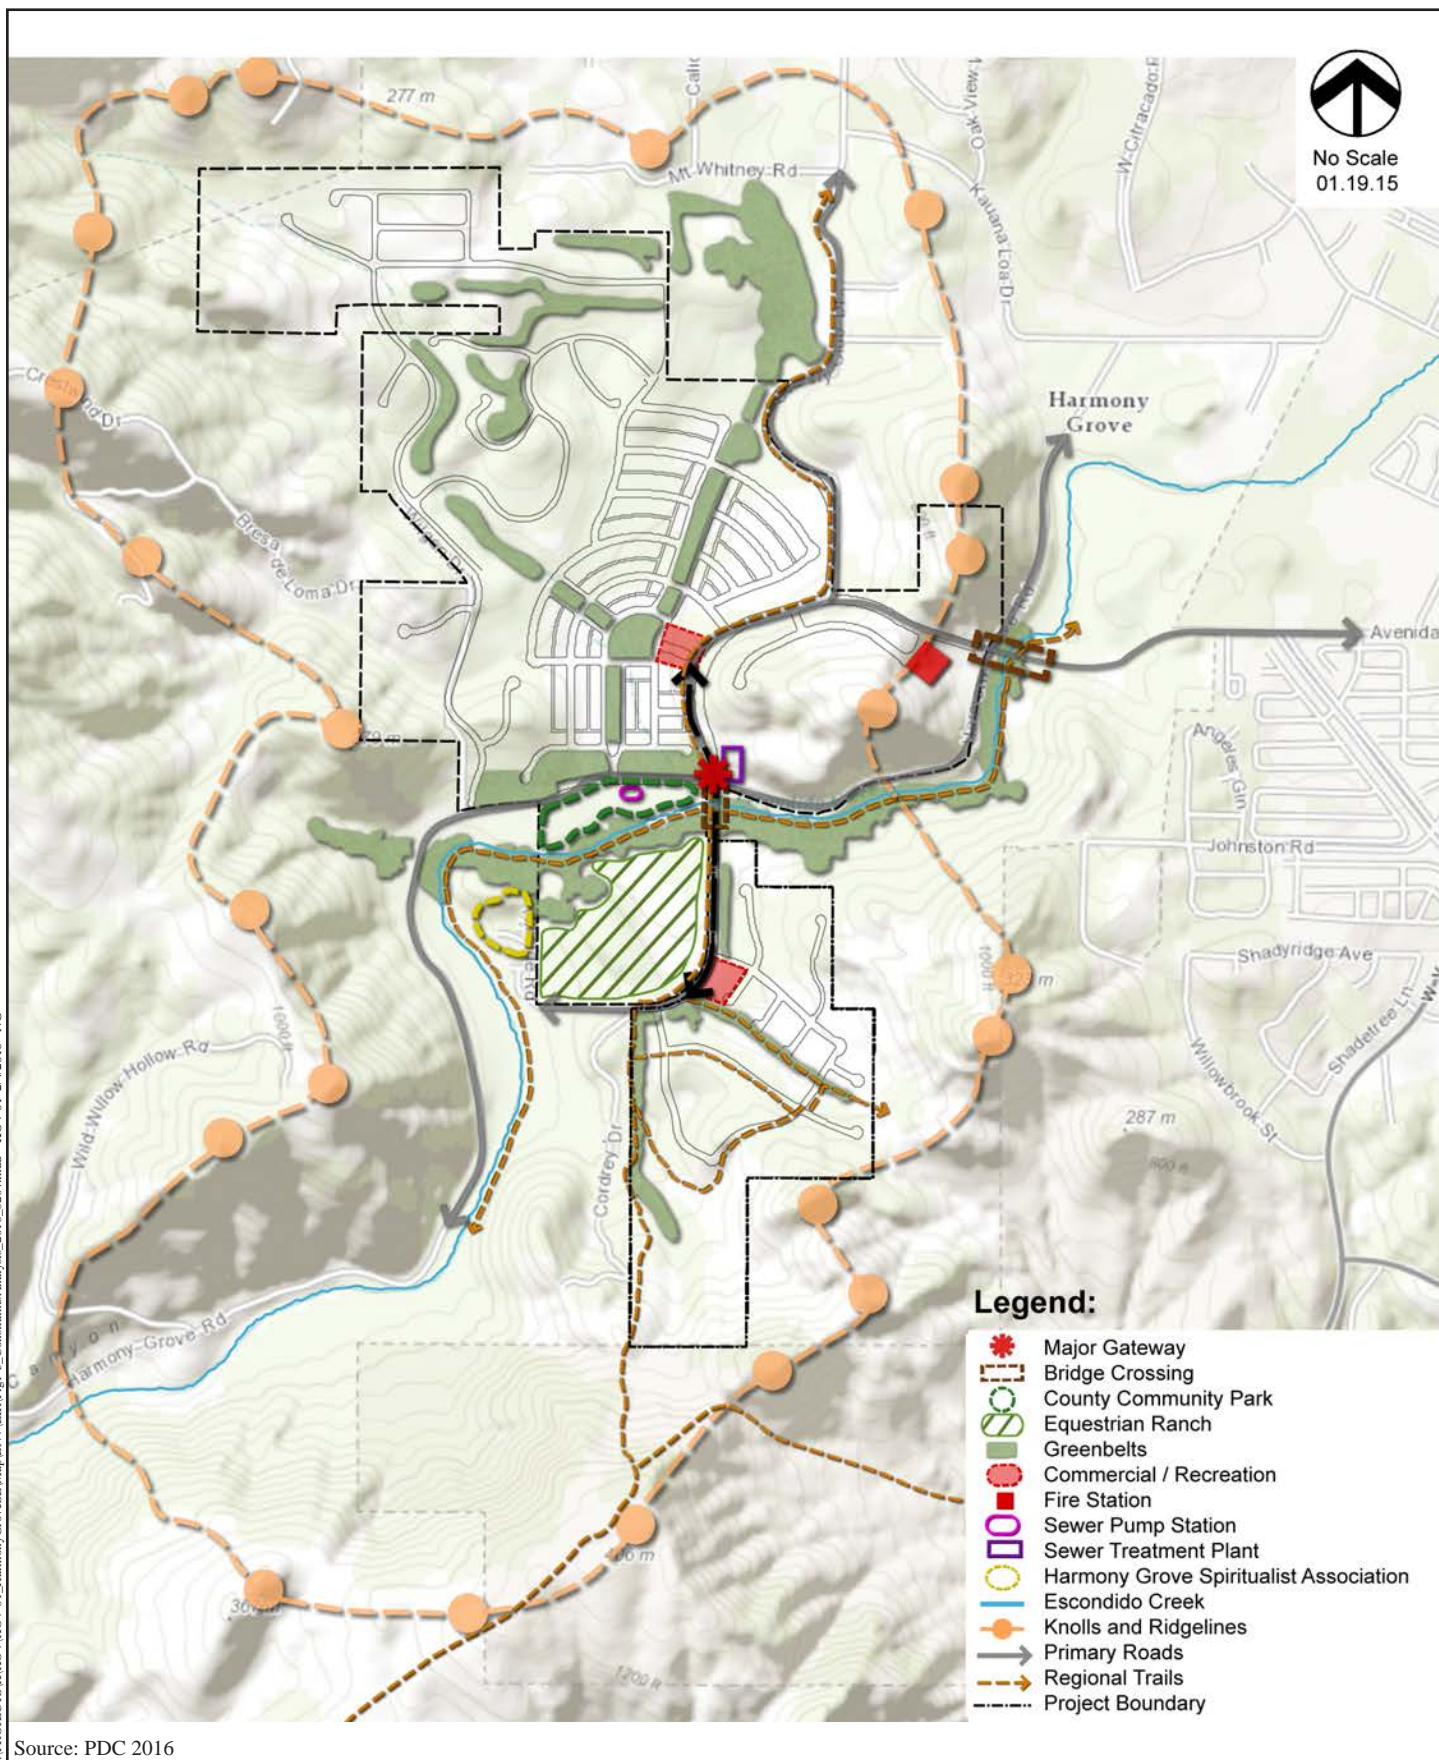 No Scale
01.19.15
277 m
Mt Whitney Rd
Oak View
W Citracado
Kauana Loa Dr
Harmony
Grove
Bresa de Loma Dr
Avenida
Angeles Gln
Johnston Rd
Shadyridge Ave
Shadetree Ln
Willowbrook St
1000 ft
1000 ft
Wild Willow Hollow Rd
Cordrey Dr
287 m
800 ft
Canyon
Harmony Grove Rd
1200 ft
Legend:
Major Gateway
Bridge Crossing
County Community Park
Equestrian Ranch
Greenbelts
Commercial / Recreation
Fire Station
Sewer Pump Station
Sewer Treatment Plant
Harmony Grove Spiritualist Association
Escondido Creek
Knolls and Ridgelines
Primary Roads
Regional Trails
Project Boundary
Source: PDC 2016